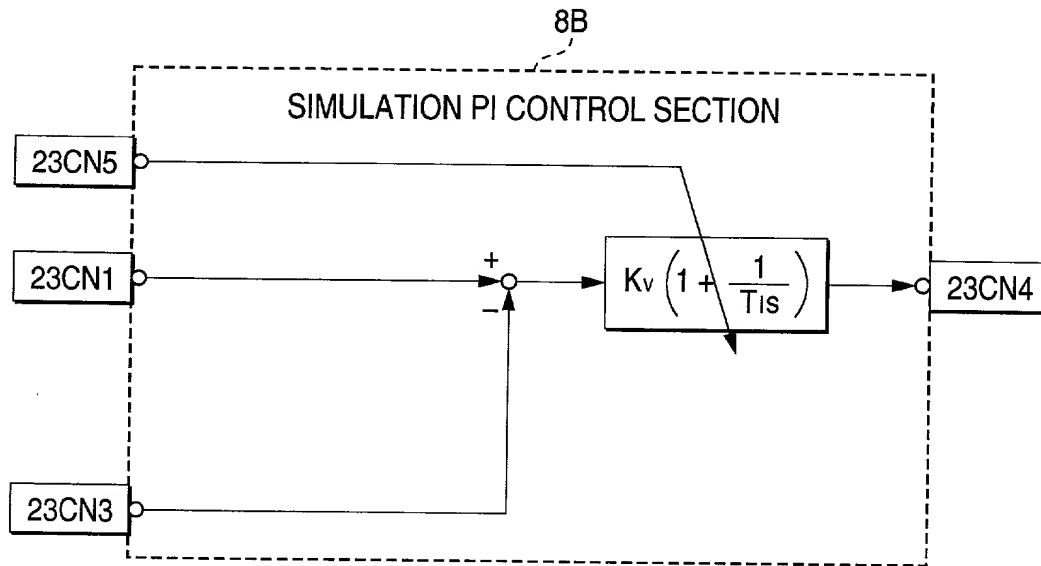 8B
SIMULATION PI CONTROL SECTION
23CN5
23CN1
+
−
Kv (1 + 1/TIs)
23CN4
23CN3